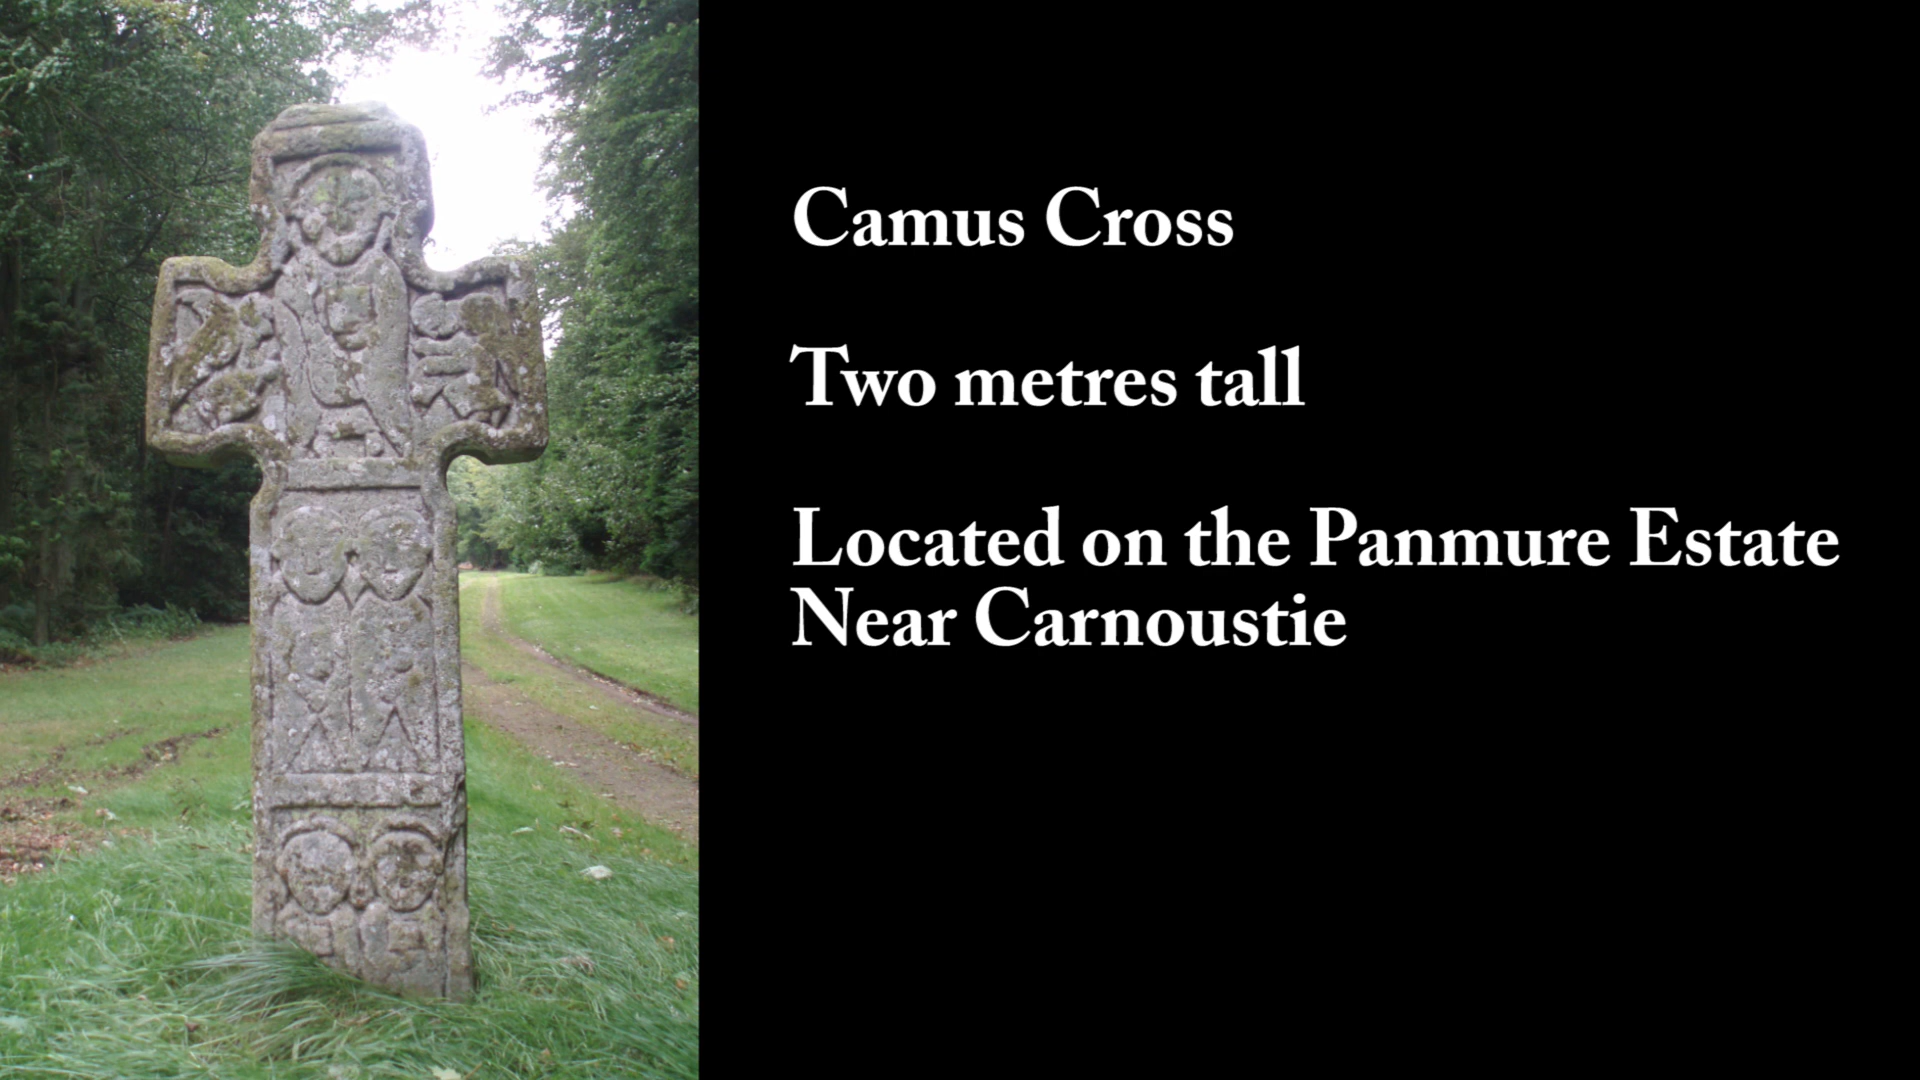 Camus Cross
Two metres tall
Located on the Panmure Estate
Near Carnoustie